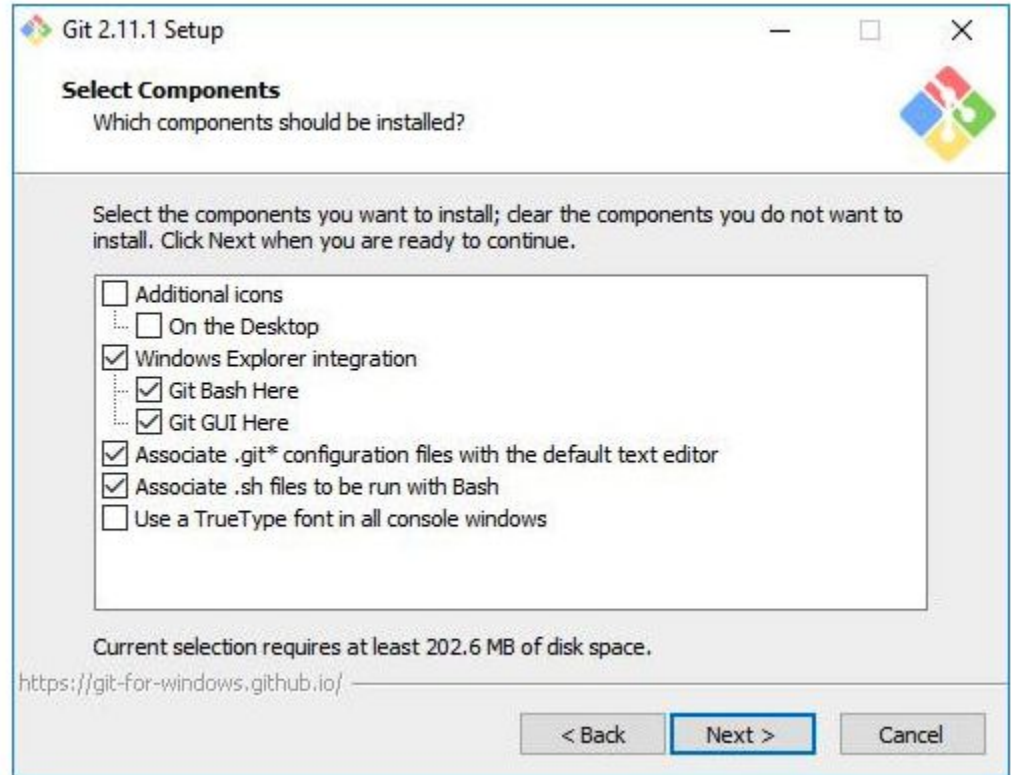 Git 2.11.1 Setup
Select Components
Which components should be installed?
Select the components you want to install; clear the components you do not want to
install. Click Next when you are ready to continue.
Additional icons
On the Desktop
Windows Explorer integration
Git Bash Here
Git GUI Here
Associate .git* configuration files with the default text editor
Associate .sh files to be run with Bash
Use a TrueType font in all console windows
Current selection requires at least 202.6 MB of disk space.
https://git-for-windows.github.io/
< Back Next > Cancel